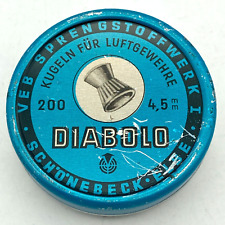 VEB SPRENGSTOFFWERK I
KUGELN FÜR LUFTGEWEHRE
200
4,5
DIABOLO
SCHÖNEBECK